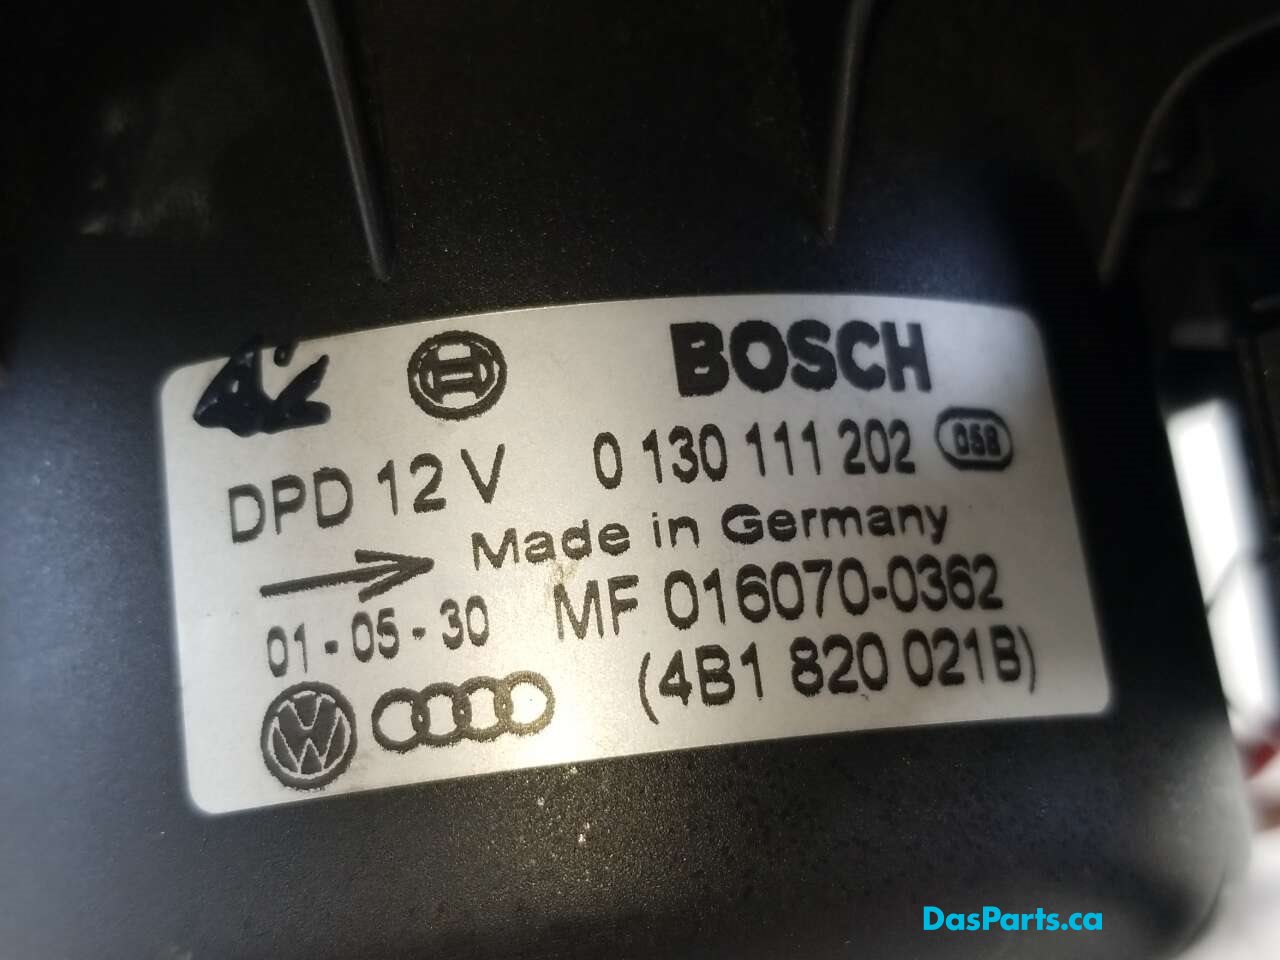 BOSCH
DPD 12 V 0 130 111 202 058
Made in Germany
01-05-30 MF 016070-0362
(4B1 820 021B)
DasParts.ca